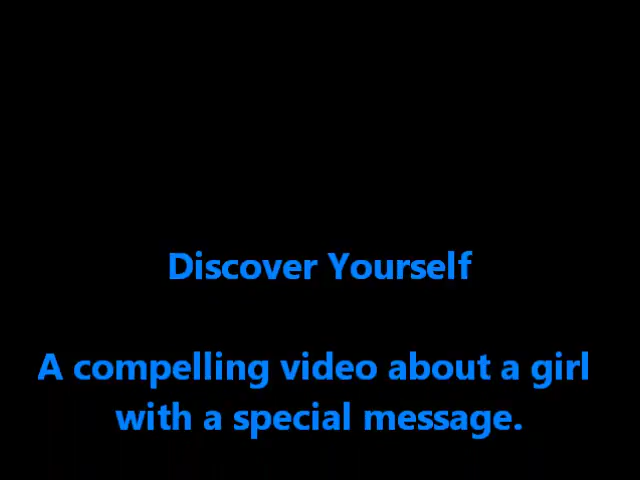 Discover Yourself
A compelling video about a girl
with a special message.